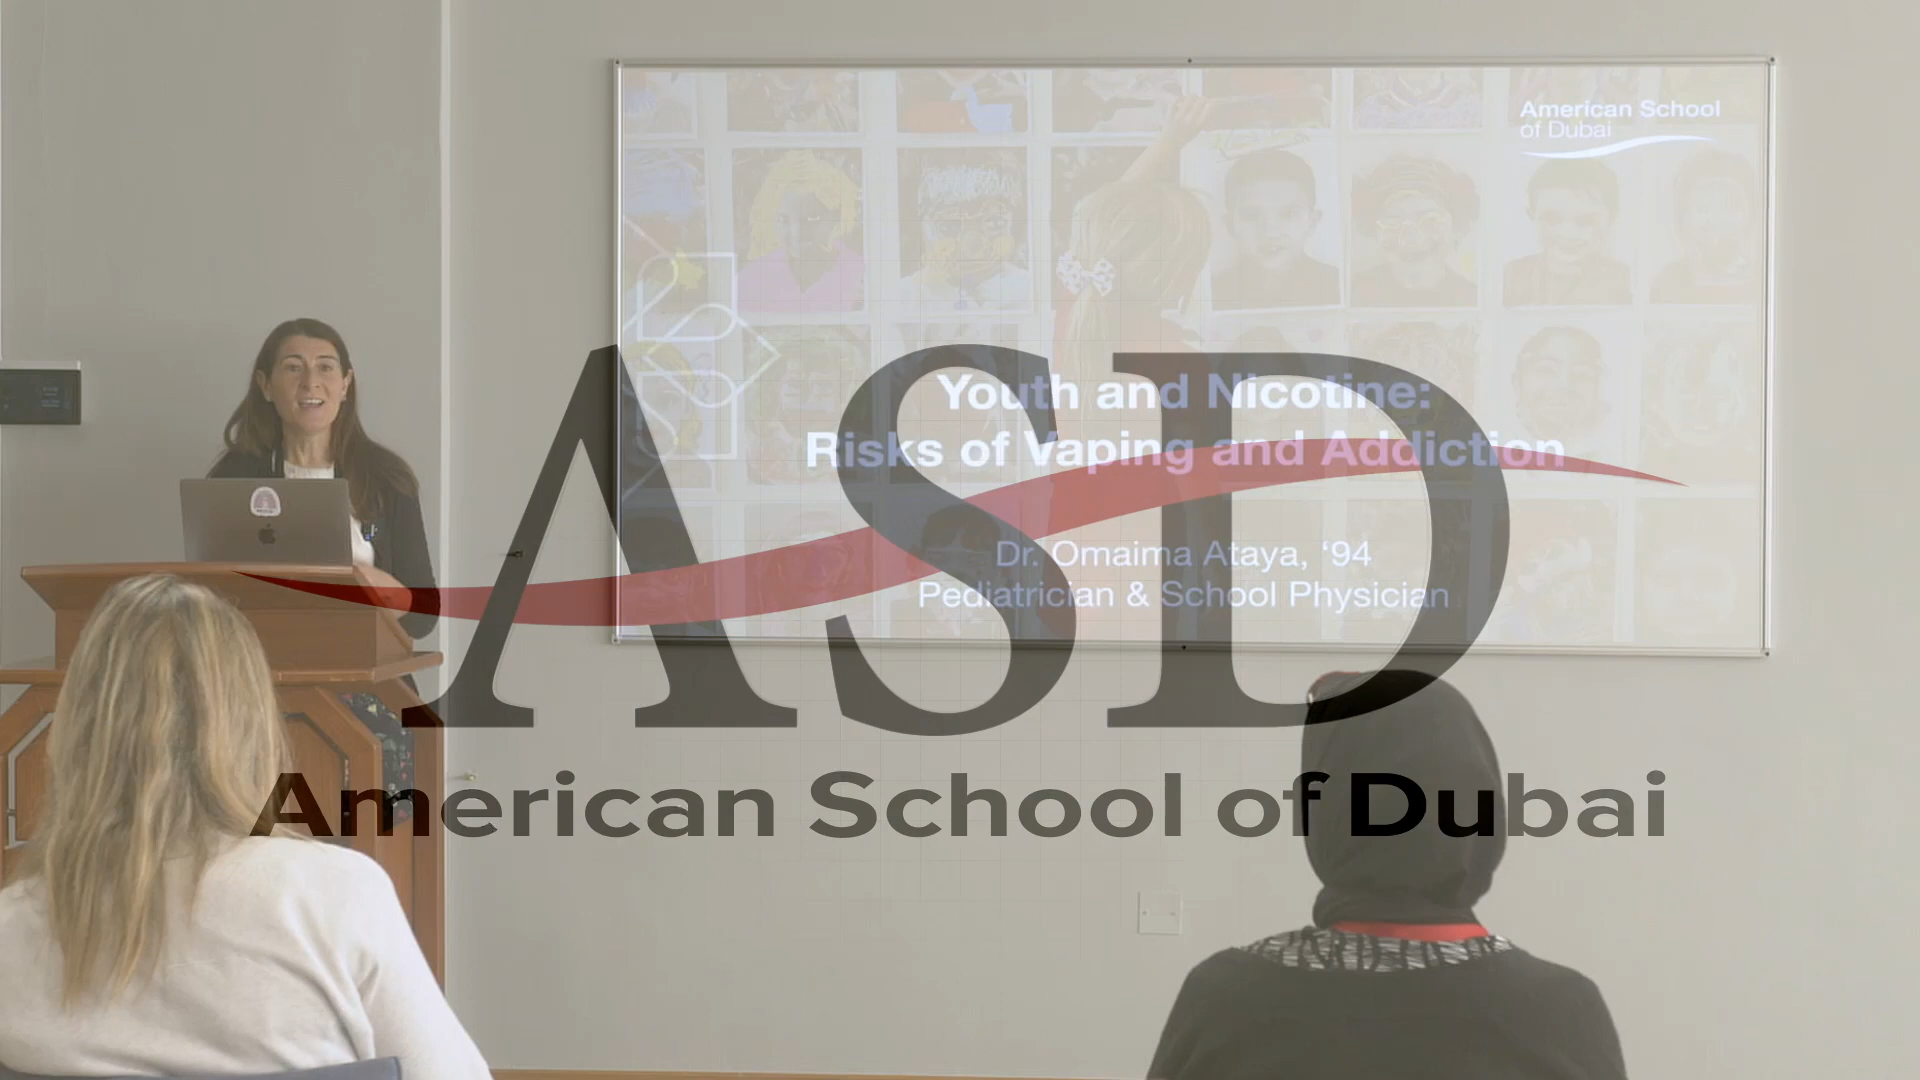 American School
of Dubai
Youth and Nicotine:
Risks of Vaping and Addiction
Dr. Omaima Ataya, ‘94
Pediatrician & School Physician
ASD
American School of Dubai